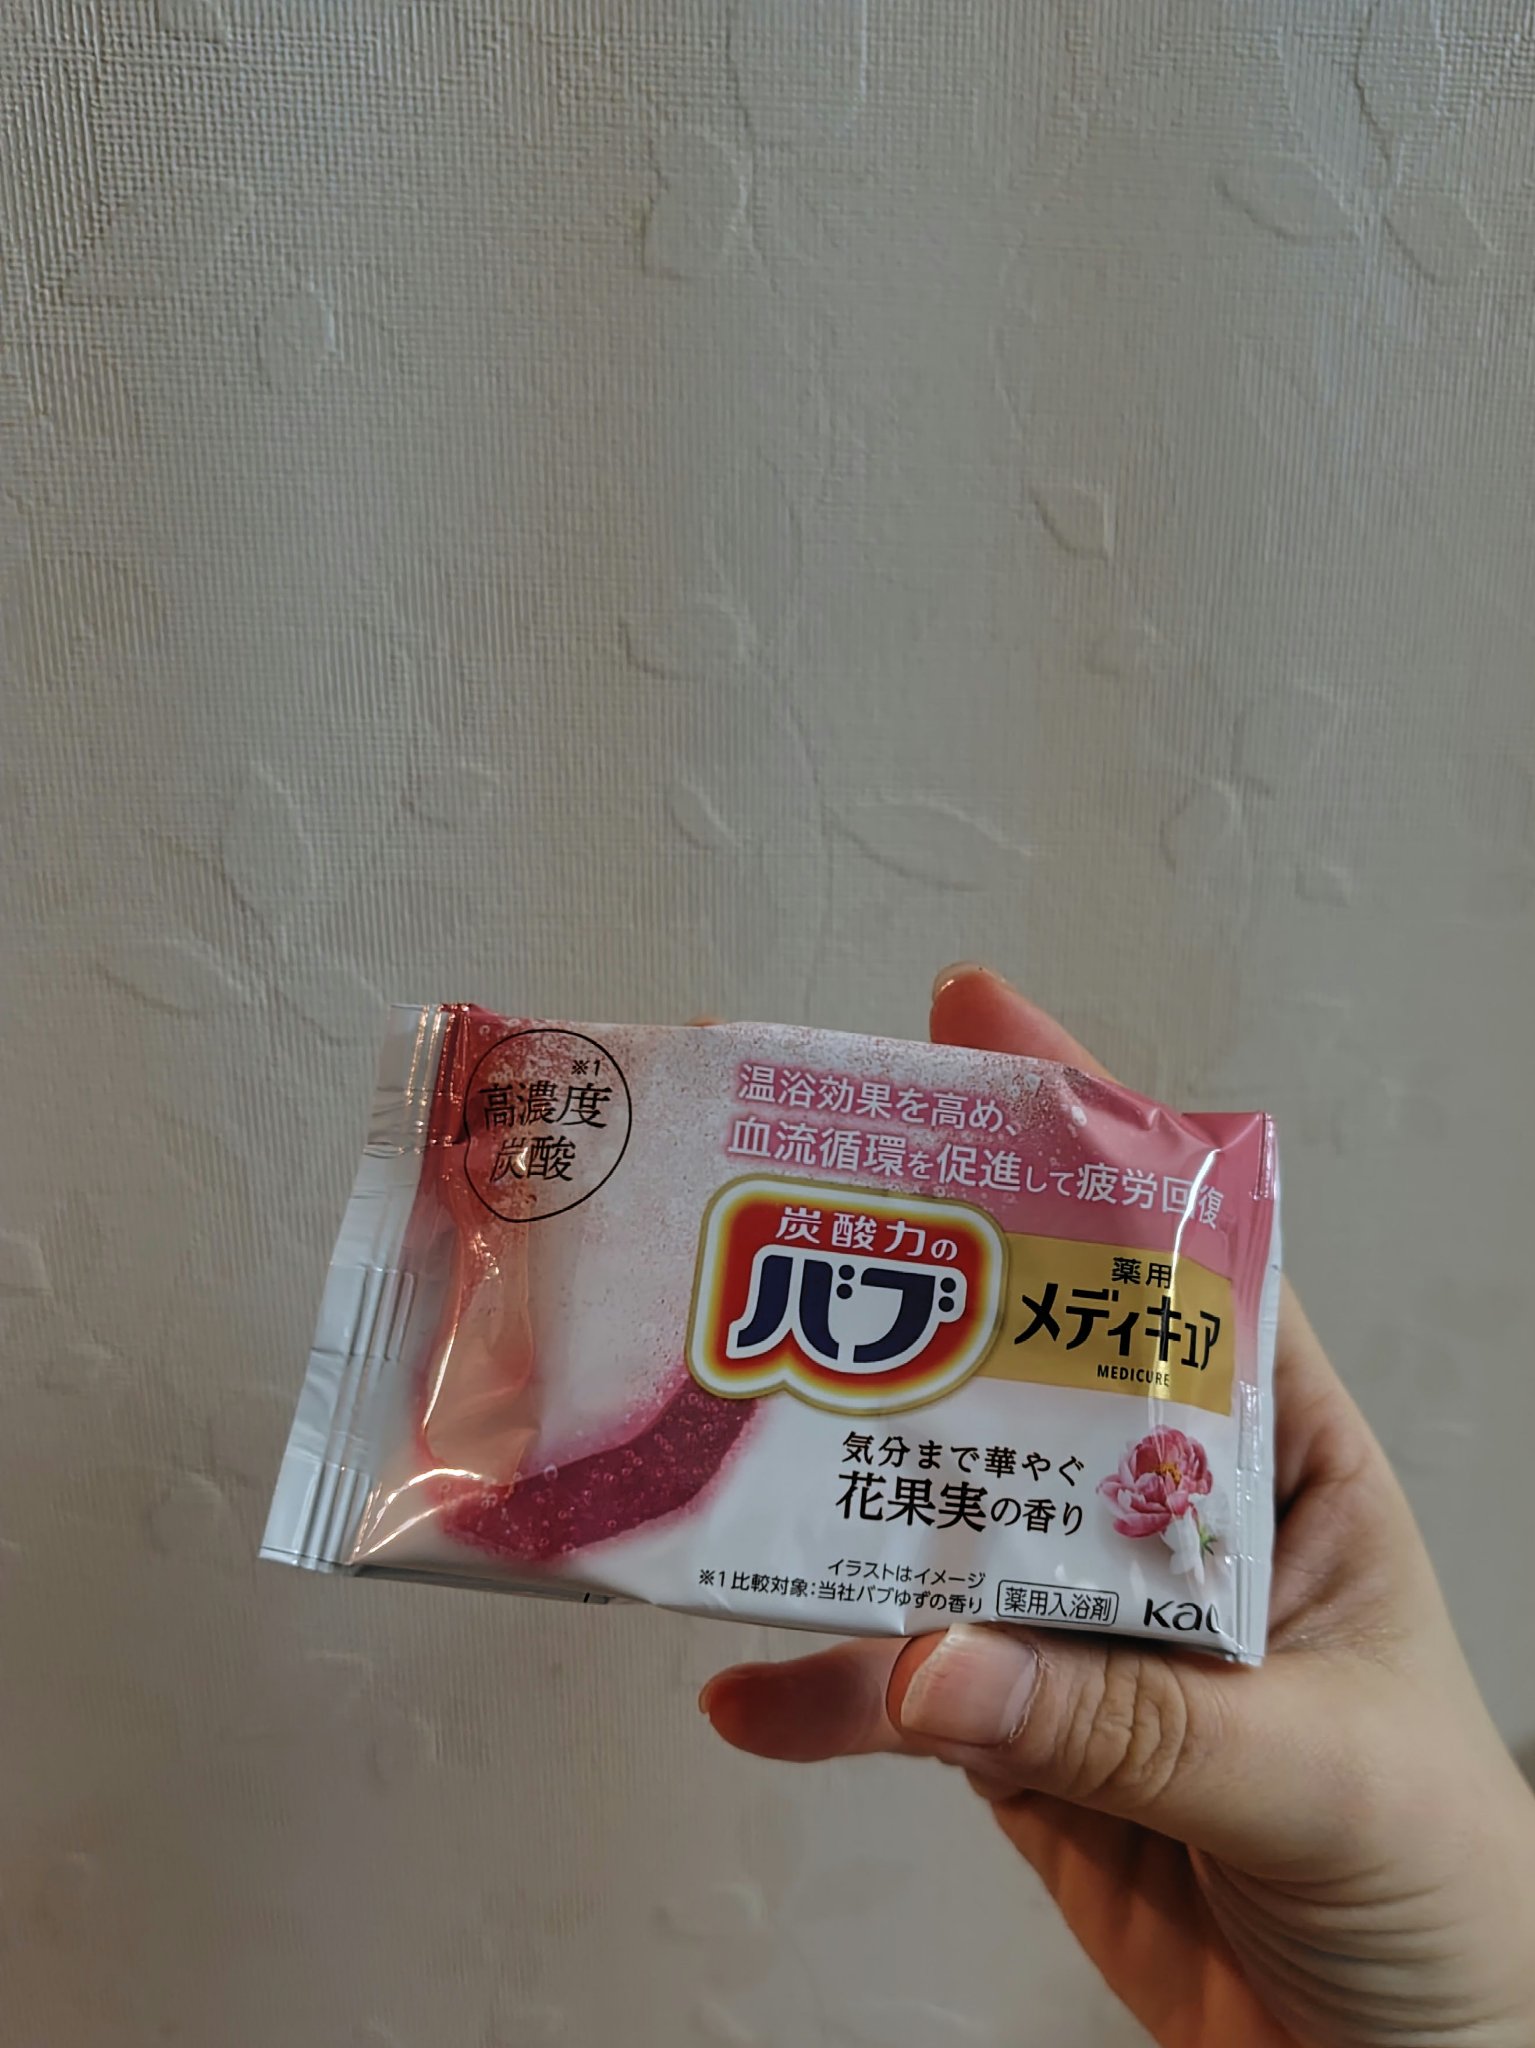 ※1
高濃度
炭酸
温浴効果を高め、
血流循環を促進して疲労回復
炭酸力の
バブ
薬用
メディキュア
MEDICURE
気分まで華やぐ
花果実の香り
イラストはイメージ
※1 比較対象：当社バブゆずの香り
薬用入浴剤
Kao